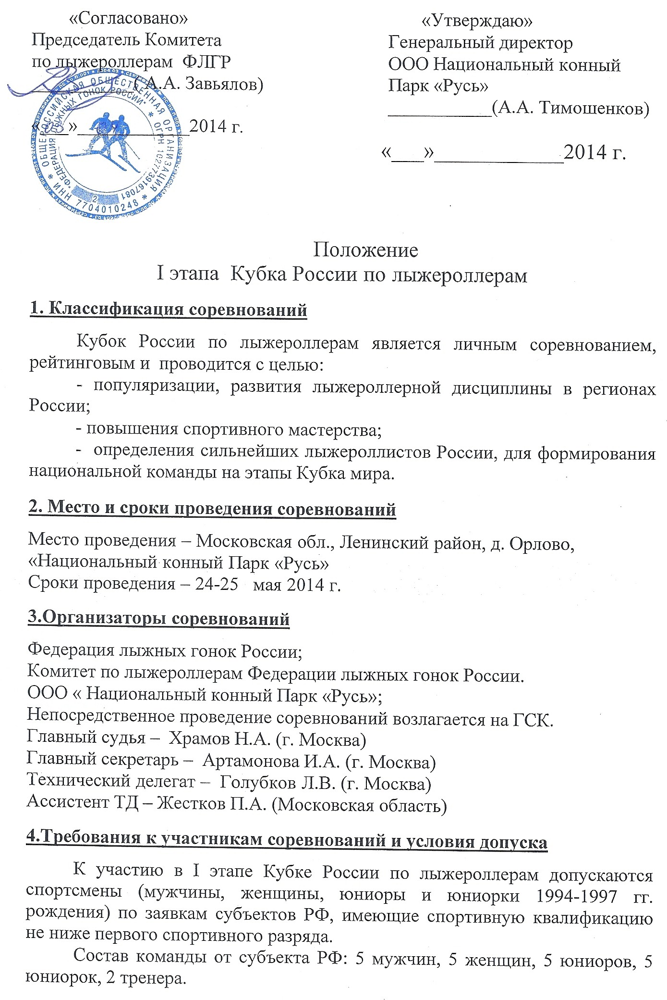 «Согласовано»
Председатель Комитета
по лыжероллерам ФЛГР
____________( А.А. Завьялов)
«___»____________2014 г.
«Утверждаю»
Генеральный директор
ООО Национальный конный
Парк «Русь»
___________(А.А. Тимошенков)
«___»____________2014 г.
ОБЩЕРОССИЙСКАЯ ОБЩЕСТВЕННАЯ ОРГАНИЗАЦИЯ
"ФЕДЕРАЦИЯ ЛЫЖНЫХ ГОНОК РОССИИ" * ОГРН 1027739167081
* ИНН 7704010248 *
2
Положение
I этапа Кубка России по лыжероллерам
1. Классификация соревнований
Кубок России по лыжероллерам является личным соревнованием,
рейтинговым и проводится с целью:
- популяризации, развития лыжероллерной дисциплины в регионах
России;
- повышения спортивного мастерства;
- определения сильнейших лыжероллистов России, для формирования
национальной команды на этапы Кубка мира.
2. Место и сроки проведения соревнований
Место проведения – Московская обл., Ленинский район, д. Орлово,
«Национальный конный Парк «Русь»
Сроки проведения – 24-25 мая 2014 г.
3.Организаторы соревнований
Федерация лыжных гонок России;
Комитет по лыжероллерам Федерации лыжных гонок России.
ООО « Национальный конный Парк «Русь»;
Непосредственное проведение соревнований возлагается на ГСК.
Главный судья – Храмов Н.А. (г. Москва)
Главный секретарь – Артамонова И.А. (г. Москва)
Технический делегат – Голубков Л.В. (г. Москва)
Ассистент ТД – Жестков П.А. (Московская область)
4.Требования к участникам соревнований и условия допуска
К участию в I этапе Кубке России по лыжероллерам допускаются
спортсмены (мужчины, женщины, юниоры и юниорки 1994-1997 гг.
рождения) по заявкам субъектов РФ, имеющие спортивную квалификацию
не ниже первого спортивного разряда.
Состав команды от субъекта РФ: 5 мужчин, 5 женщин, 5 юниоров, 5
юниорок, 2 тренера.